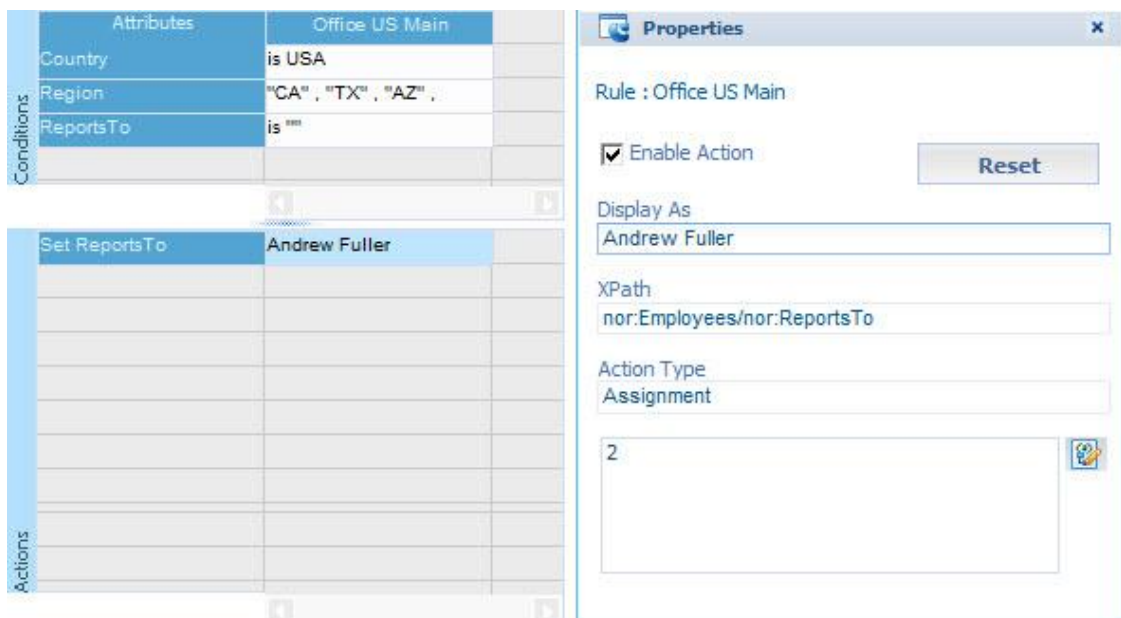 Attributes Office US Main
Country is USA
Region "CA" , "TX" , "AZ" ,
ReportsTo is ""
Conditions
Set ReportsTo Andrew Fuller
Actions
Properties
Rule : Office US Main
Enable Action Reset
Display As
Andrew Fuller
XPath
nor:Employees/nor:ReportsTo
Action Type
Assignment
2